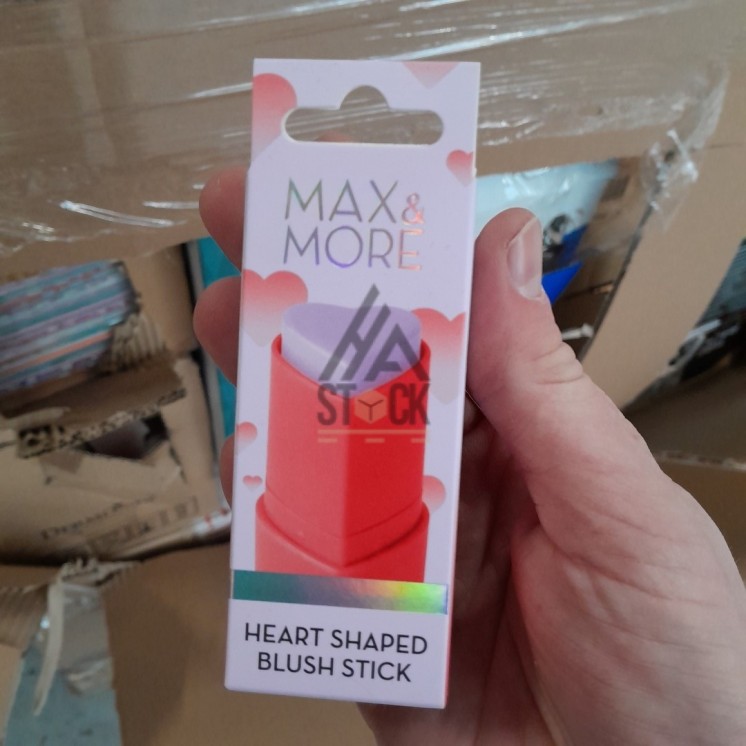 MAX&
MORE
HA
STOCK
HEART SHAPED
BLUSH STICK